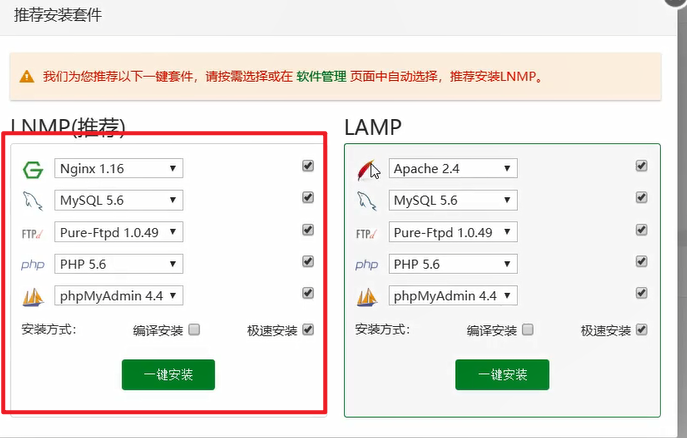 推荐安装套件
我们为您推荐以下一键套件，请按需选择或在 软件管理 页面中自动选择，推荐安装LNMP。
LNMP(推荐)
Nginx 1.16
MySQL 5.6
FTP Pure-Ftpd 1.0.49
php PHP 5.6
phpMyAdmin 4.4
安装方式： 编译安装 极速安装
一键安装
LAMP
Apache 2.4
MySQL 5.6
FTP Pure-Ftpd 1.0.49
php PHP 5.6
phpMyAdmin 4.4
安装方式： 编译安装 极速安装
一键安装